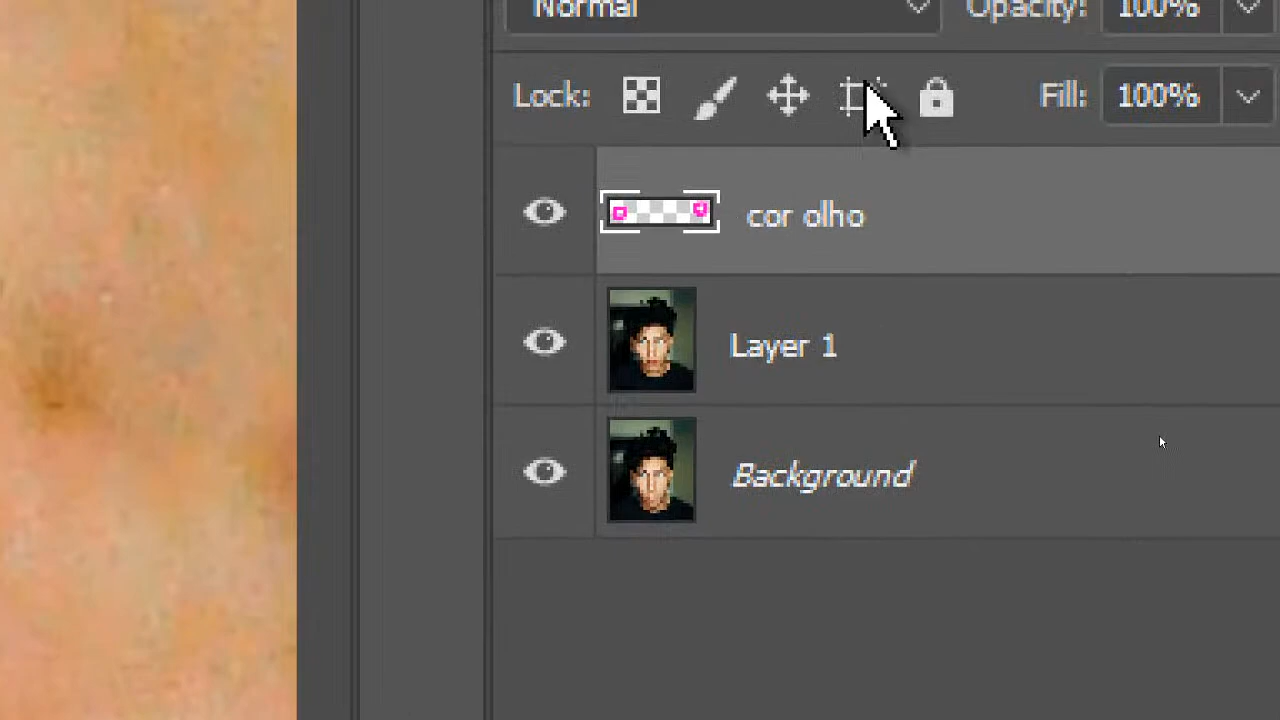 Normal Opacity: 100%
Lock: Fill: 100%
cor olho
Layer 1
Background